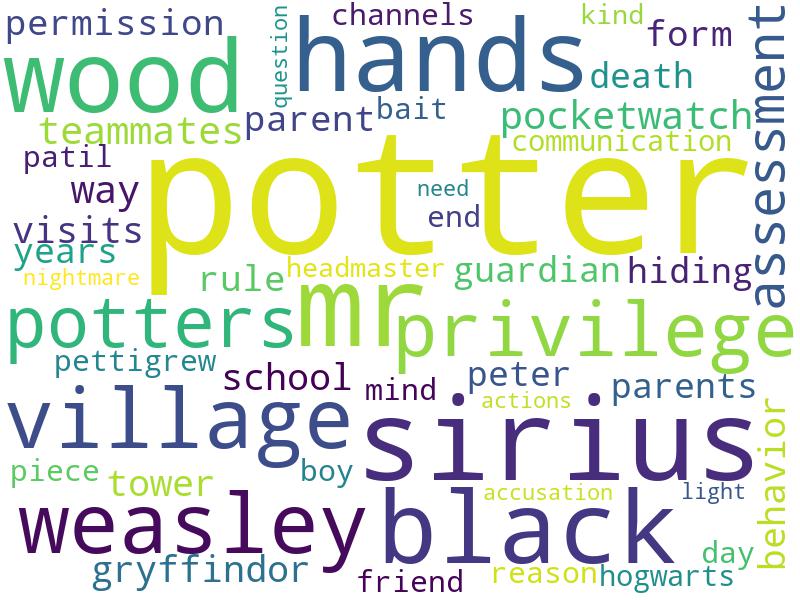 permission
channels
kind
form
assessment
question
wood
hands
death
parent
bait
pocketwatch
teammates
communication
patil
potter
way
need
end
visits
years
nightmare
rule
headmaster
guardian
hiding
potters
mr
privilege
pettigrew
school
mind
peter
parents
actions
village
sirius
behavior
piece
tower
boy
accusation
light
weasley
black
day
gryffindor
friend
reason
hogwarts